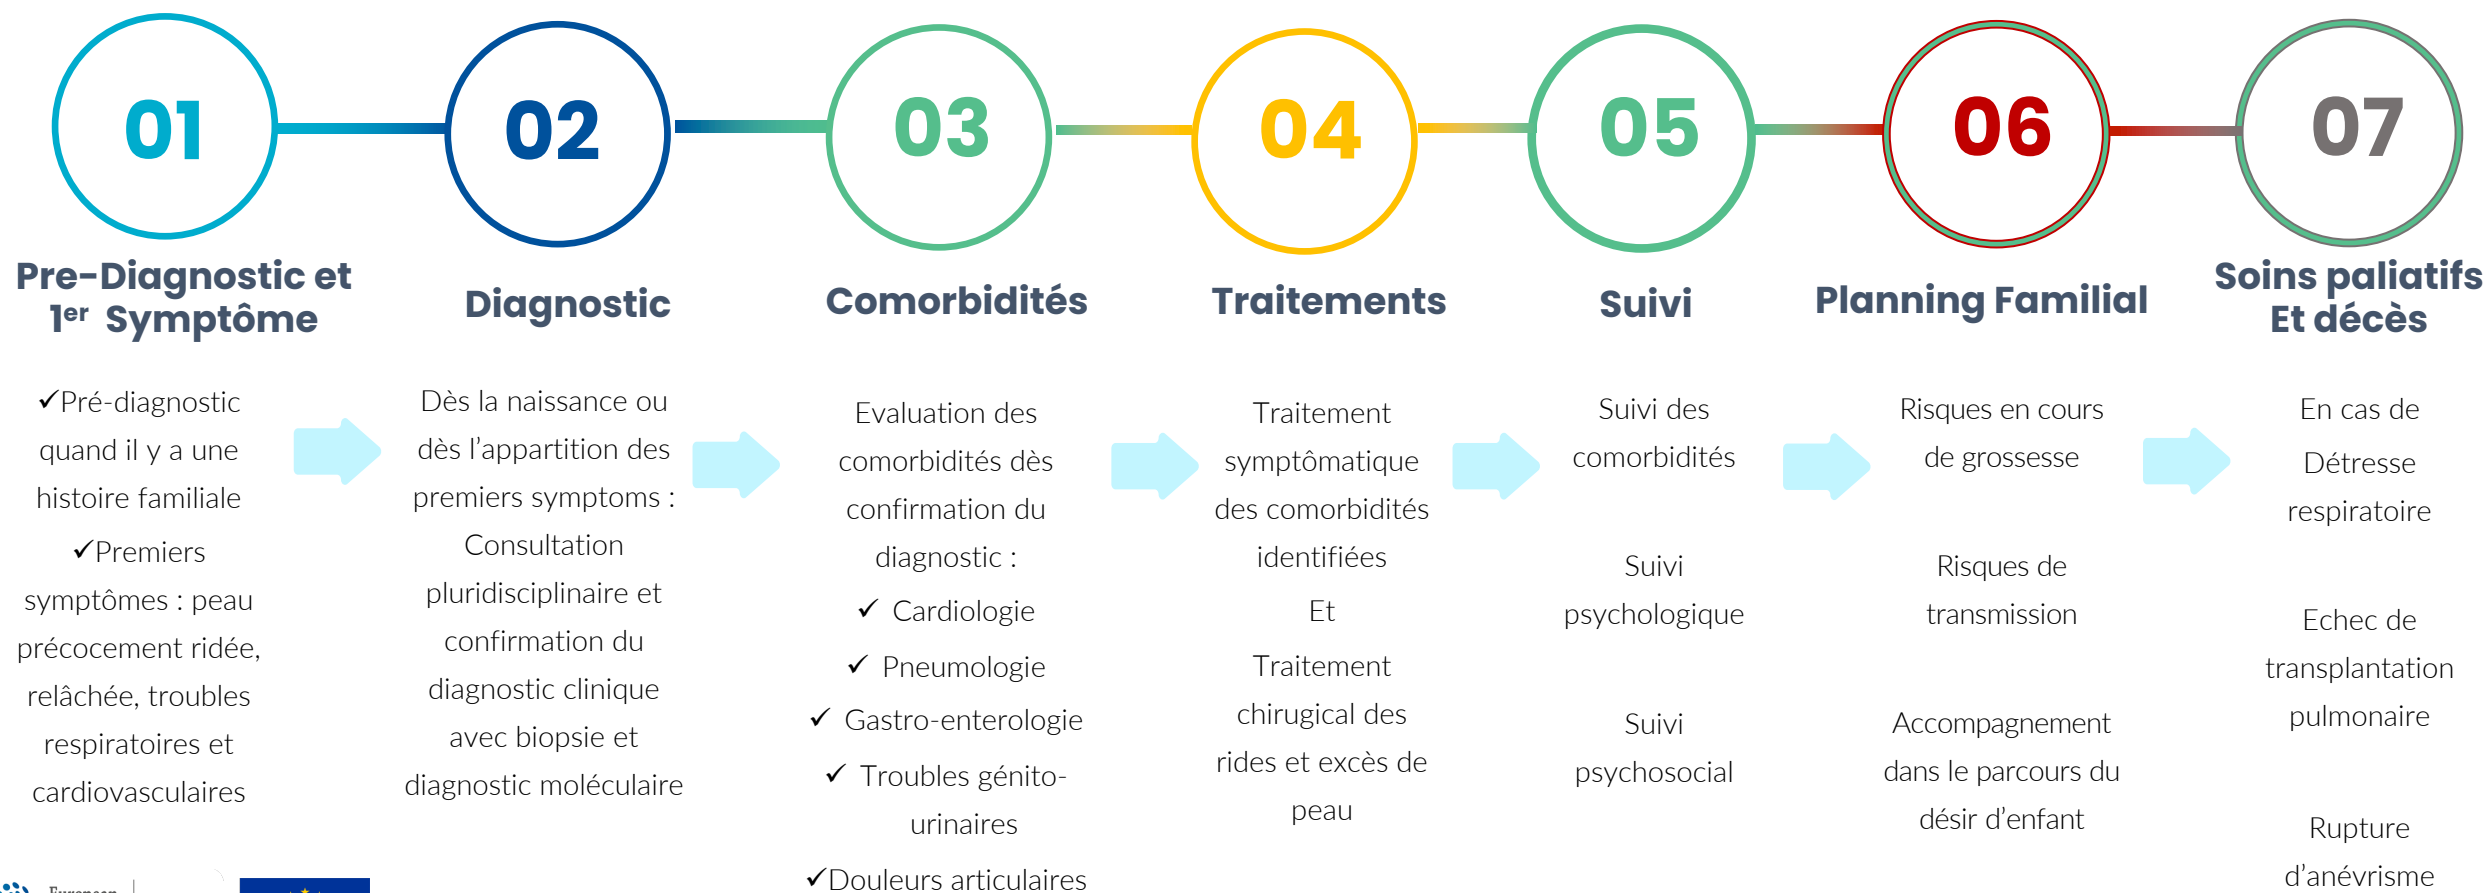 01
Pre-Diagnostic et
1er Symptôme
✓Pré-diagnostic
quand il y a une
histoire familiale
✓Premiers
symptômes : peau
précocement ridée,
relâchée, troubles
respiratoires et
cardiovasculaires
02
Diagnostic
Dès la naissance ou
dès l'appartition des
premiers symptoms :
Consultation
pluridisciplinaire et
confirmation du
diagnostic clinique
avec biopsie et
diagnostic moléculaire
03
Comorbidités
Evaluation des
comorbidités dès
confirmation du
diagnostic :
✓ Cardiologie
✓ Pneumologie
✓ Gastro-enterologie
✓ Troubles génito-
urinaires
✓Douleurs articulaires
04
Traitements
Traitement
symptômatique
des comorbidités
identifiées
Et
Traitement
chirugical des
rides et excès de
peau
05
Suivi
Suivi des
comorbidités
Suivi
psychologique
Suivi
psychosocial
06
Planning Familial
Risques en cours
de grossesse
Risques de
transmission
Accompagnement
dans le parcours du
désir d'enfant
07
Soins paliatifs
Et décès
En cas de
Détresse
respiratoire
Echec de
transplantation
pulmonaire
Rupture
d'anévrisme